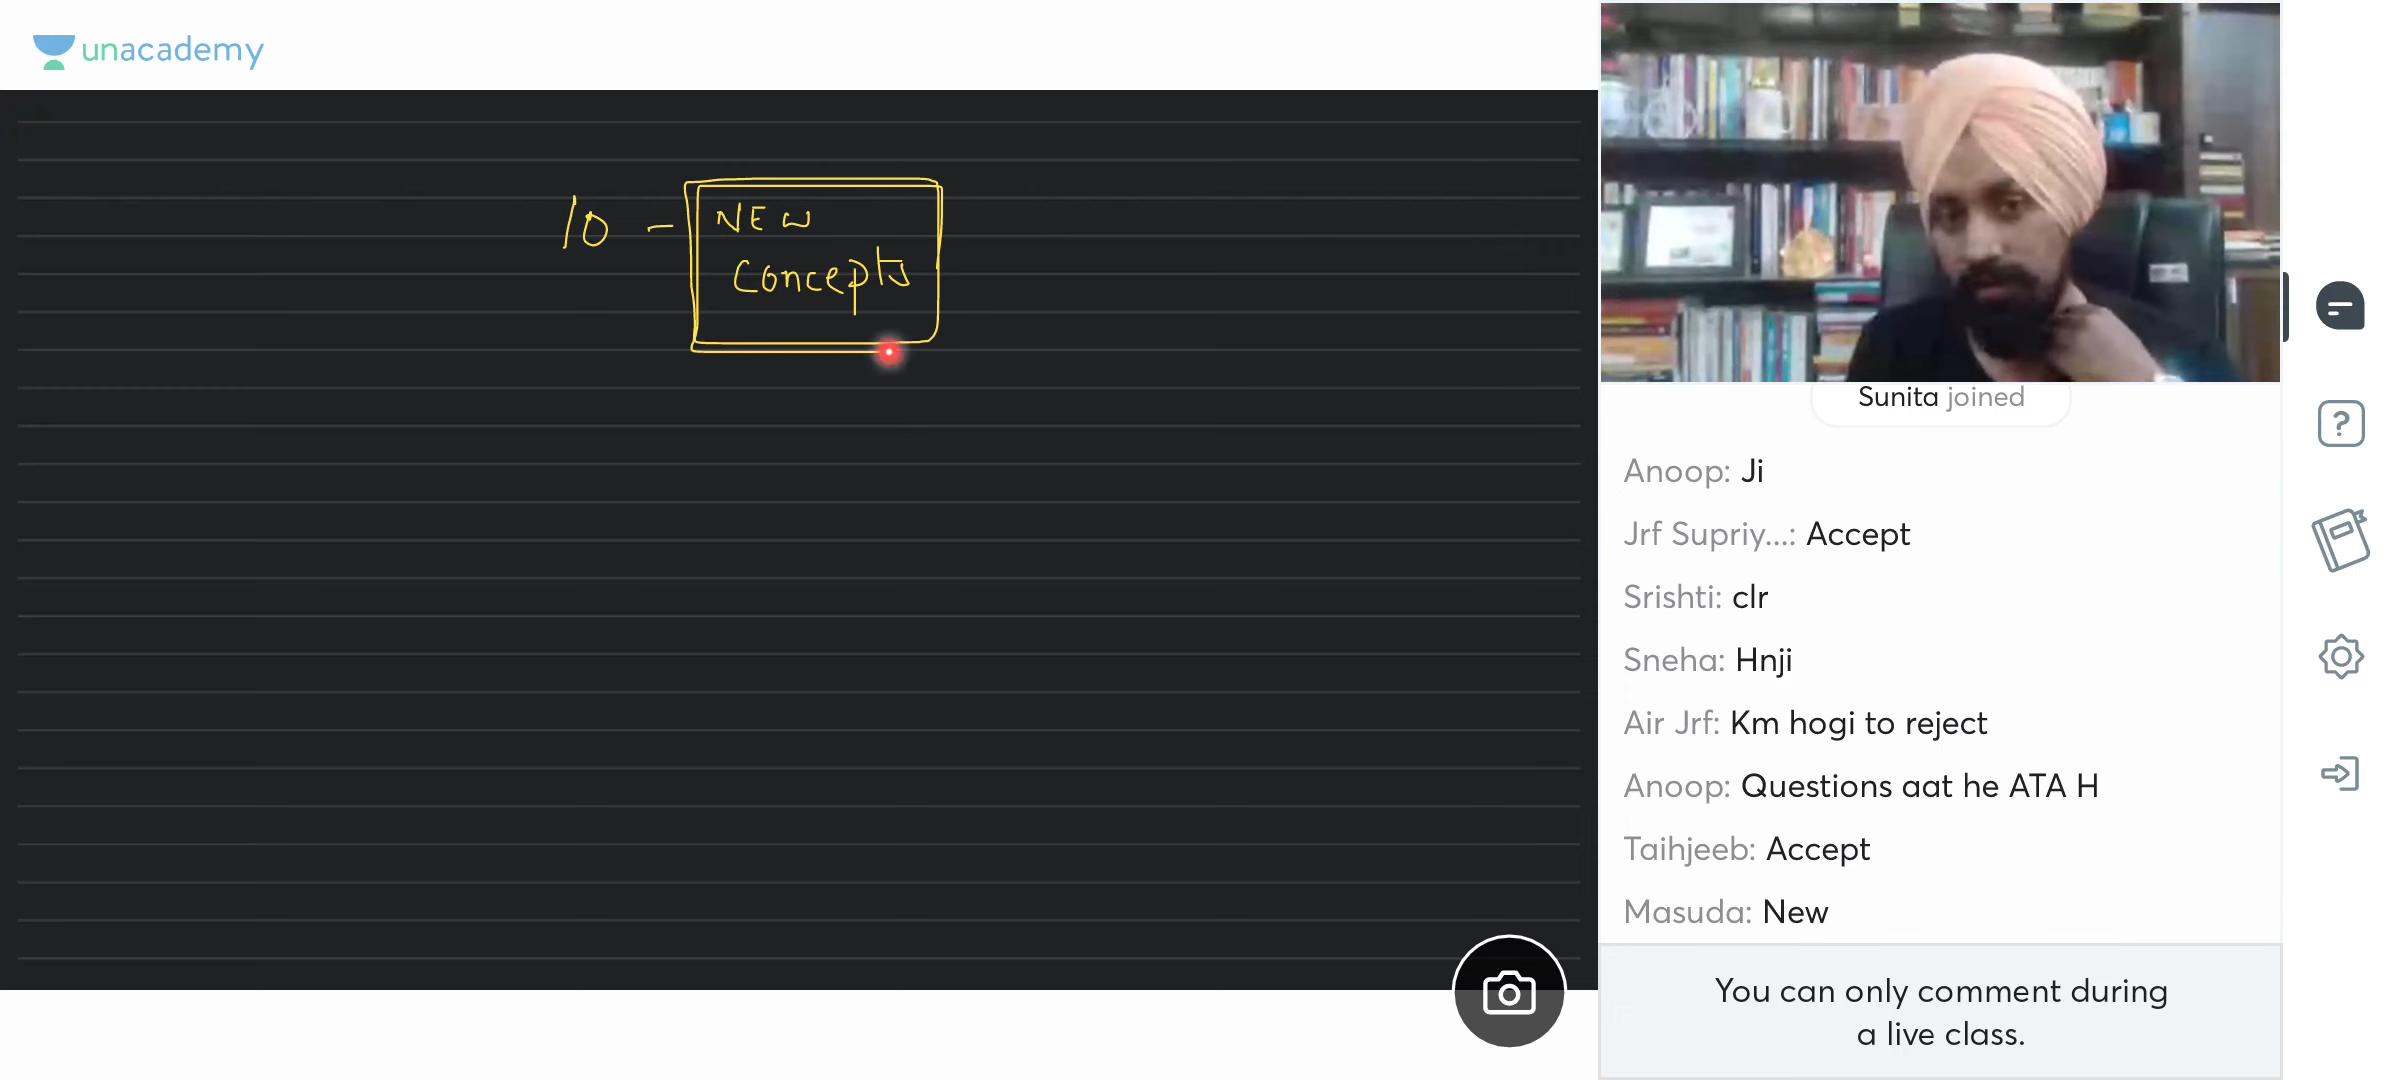 unacademy
10 - NEW
Concepts
Sunita joined
Anoop: Ji
Jrf Supriy...: Accept
Srishti: clr
Sneha: Hnji
Air Jrf: Km hogi to reject
Anoop: Questions aat he ATA H
Taihjeeb: Accept
Masuda: New
You can only comment during
a live class.
?